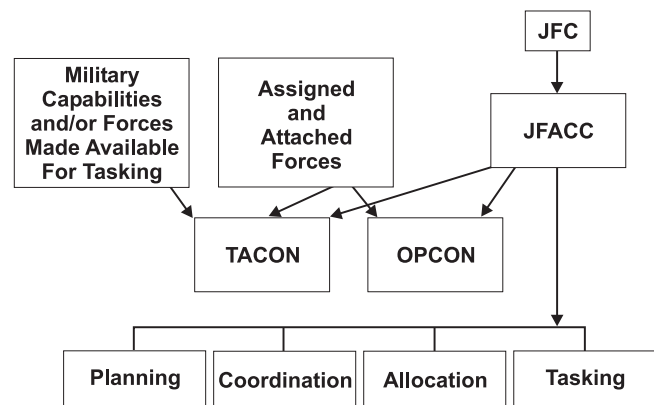 JFC
Military
Capabilities
and/or Forces
Made Available
For Tasking
Assigned
and
Attached
Forces
JFACC
TACON
OPCON
Planning
Coordination
Allocation
Tasking